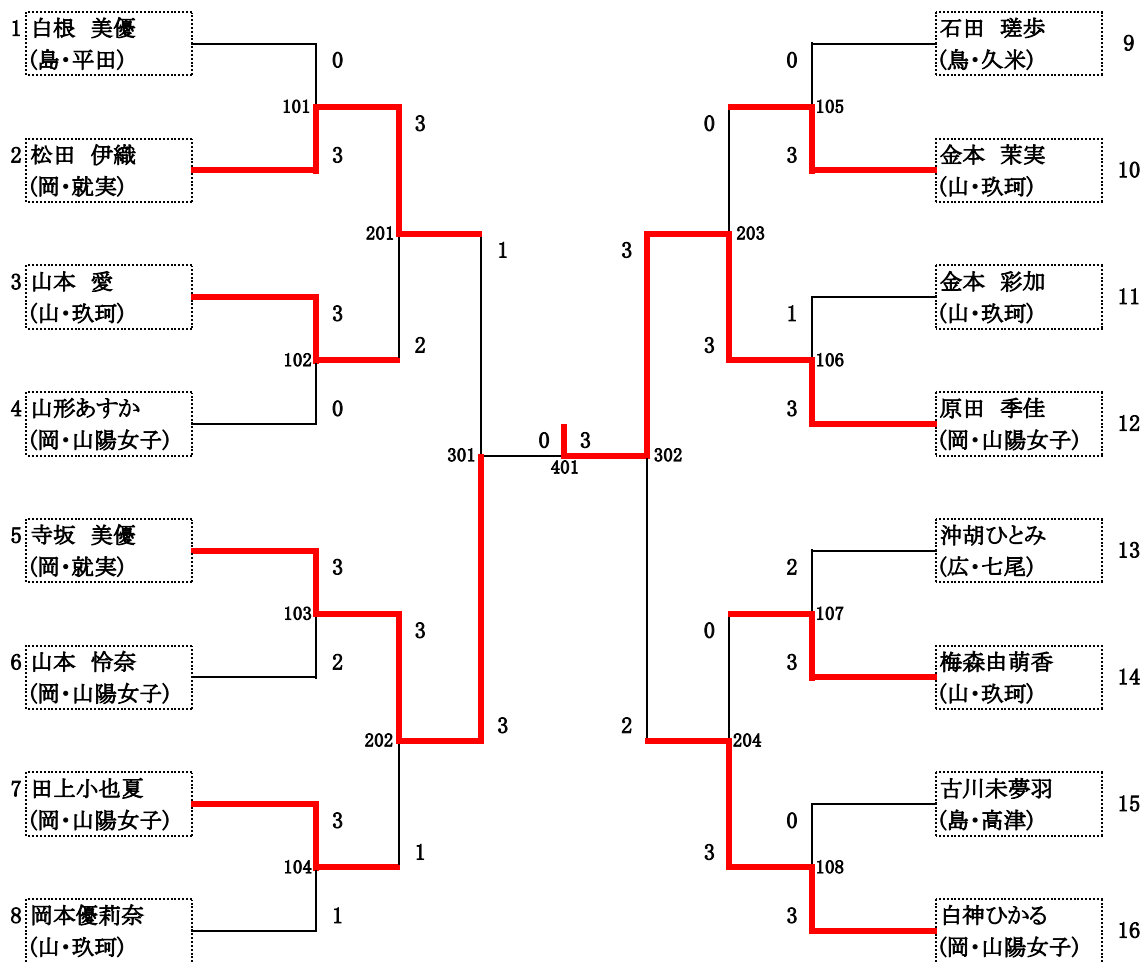 1 白根 美優
(島・平田)
0
101
3
2 松田 伊織
(岡・就実)
3
201
1
3 山本 愛
(山・玖珂)
3
102
2
4 山形あすか
(岡・山陽女子)
0
301
0
5 寺坂 美優
(岡・就実)
3
103
3
6 山本 怜奈
(岡・山陽女子)
2
202
3
7 田上小也夏
(岡・山陽女子)
3
104
1
8 岡本優莉奈
(山・玖珂)
1
401
3
石田 瑳歩
(鳥・久米)
9
0
105
0
金本 茉実
(山・玖珂)
10
3
203
3
金本 彩加
(山・玖珂)
11
1
106
3
原田 季佳
(岡・山陽女子)
12
3
302
沖胡ひとみ
(広・七尾)
13
2
107
0
梅森由萌香
(山・玖珂)
14
3
204
2
古川未夢羽
(島・高津)
15
0
108
3
白神ひかる
(岡・山陽女子)
16
3